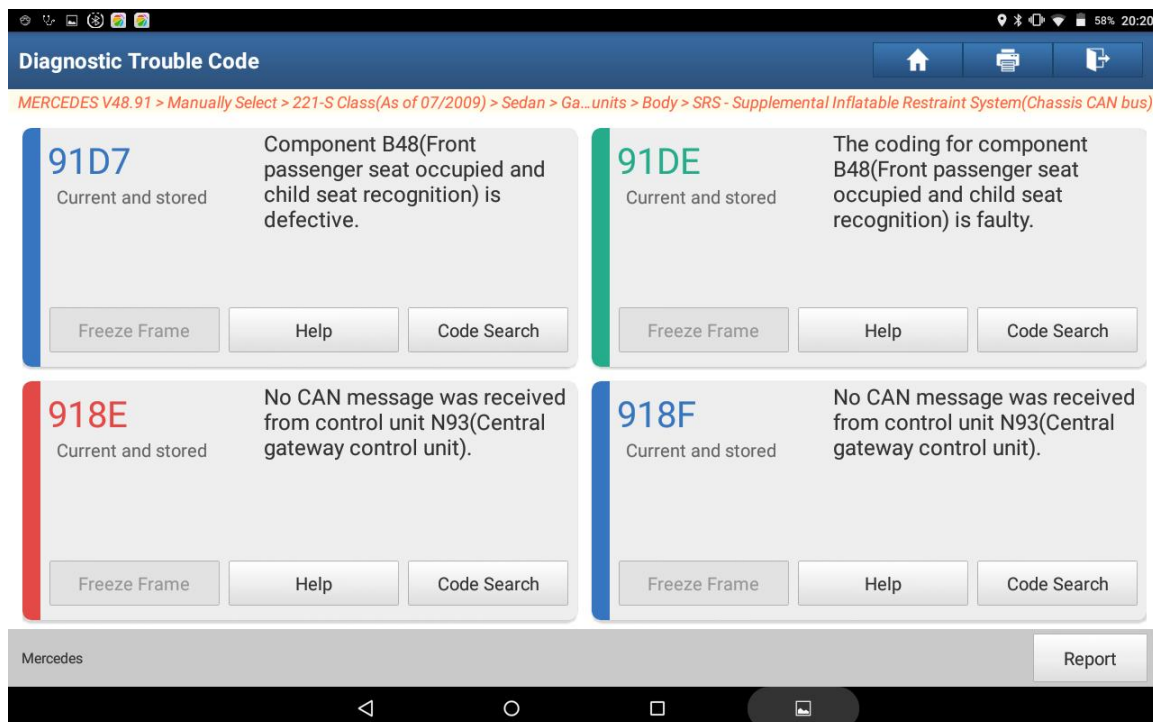 58% 20:20
Diagnostic Trouble Code
MERCEDES V48.91 > Manually Select > 221-S Class(As of 07/2009) > Sedan > Ga...units > Body > SRS - Supplemental Inflatable Restraint System(Chassis CAN bus)
91D7
Current and stored
Component B48(Front
passenger seat occupied and
child seat recognition) is
defective.
Freeze Frame
Help
Code Search
91DE
Current and stored
The coding for component
B48(Front passenger seat
occupied and child seat
recognition) is faulty.
Freeze Frame
Help
Code Search
918E
Current and stored
No CAN message was received
from control unit N93(Central
gateway control unit).
Freeze Frame
Help
Code Search
918F
Current and stored
No CAN message was received
from control unit N93(Central
gateway control unit).
Freeze Frame
Help
Code Search
Mercedes
Report